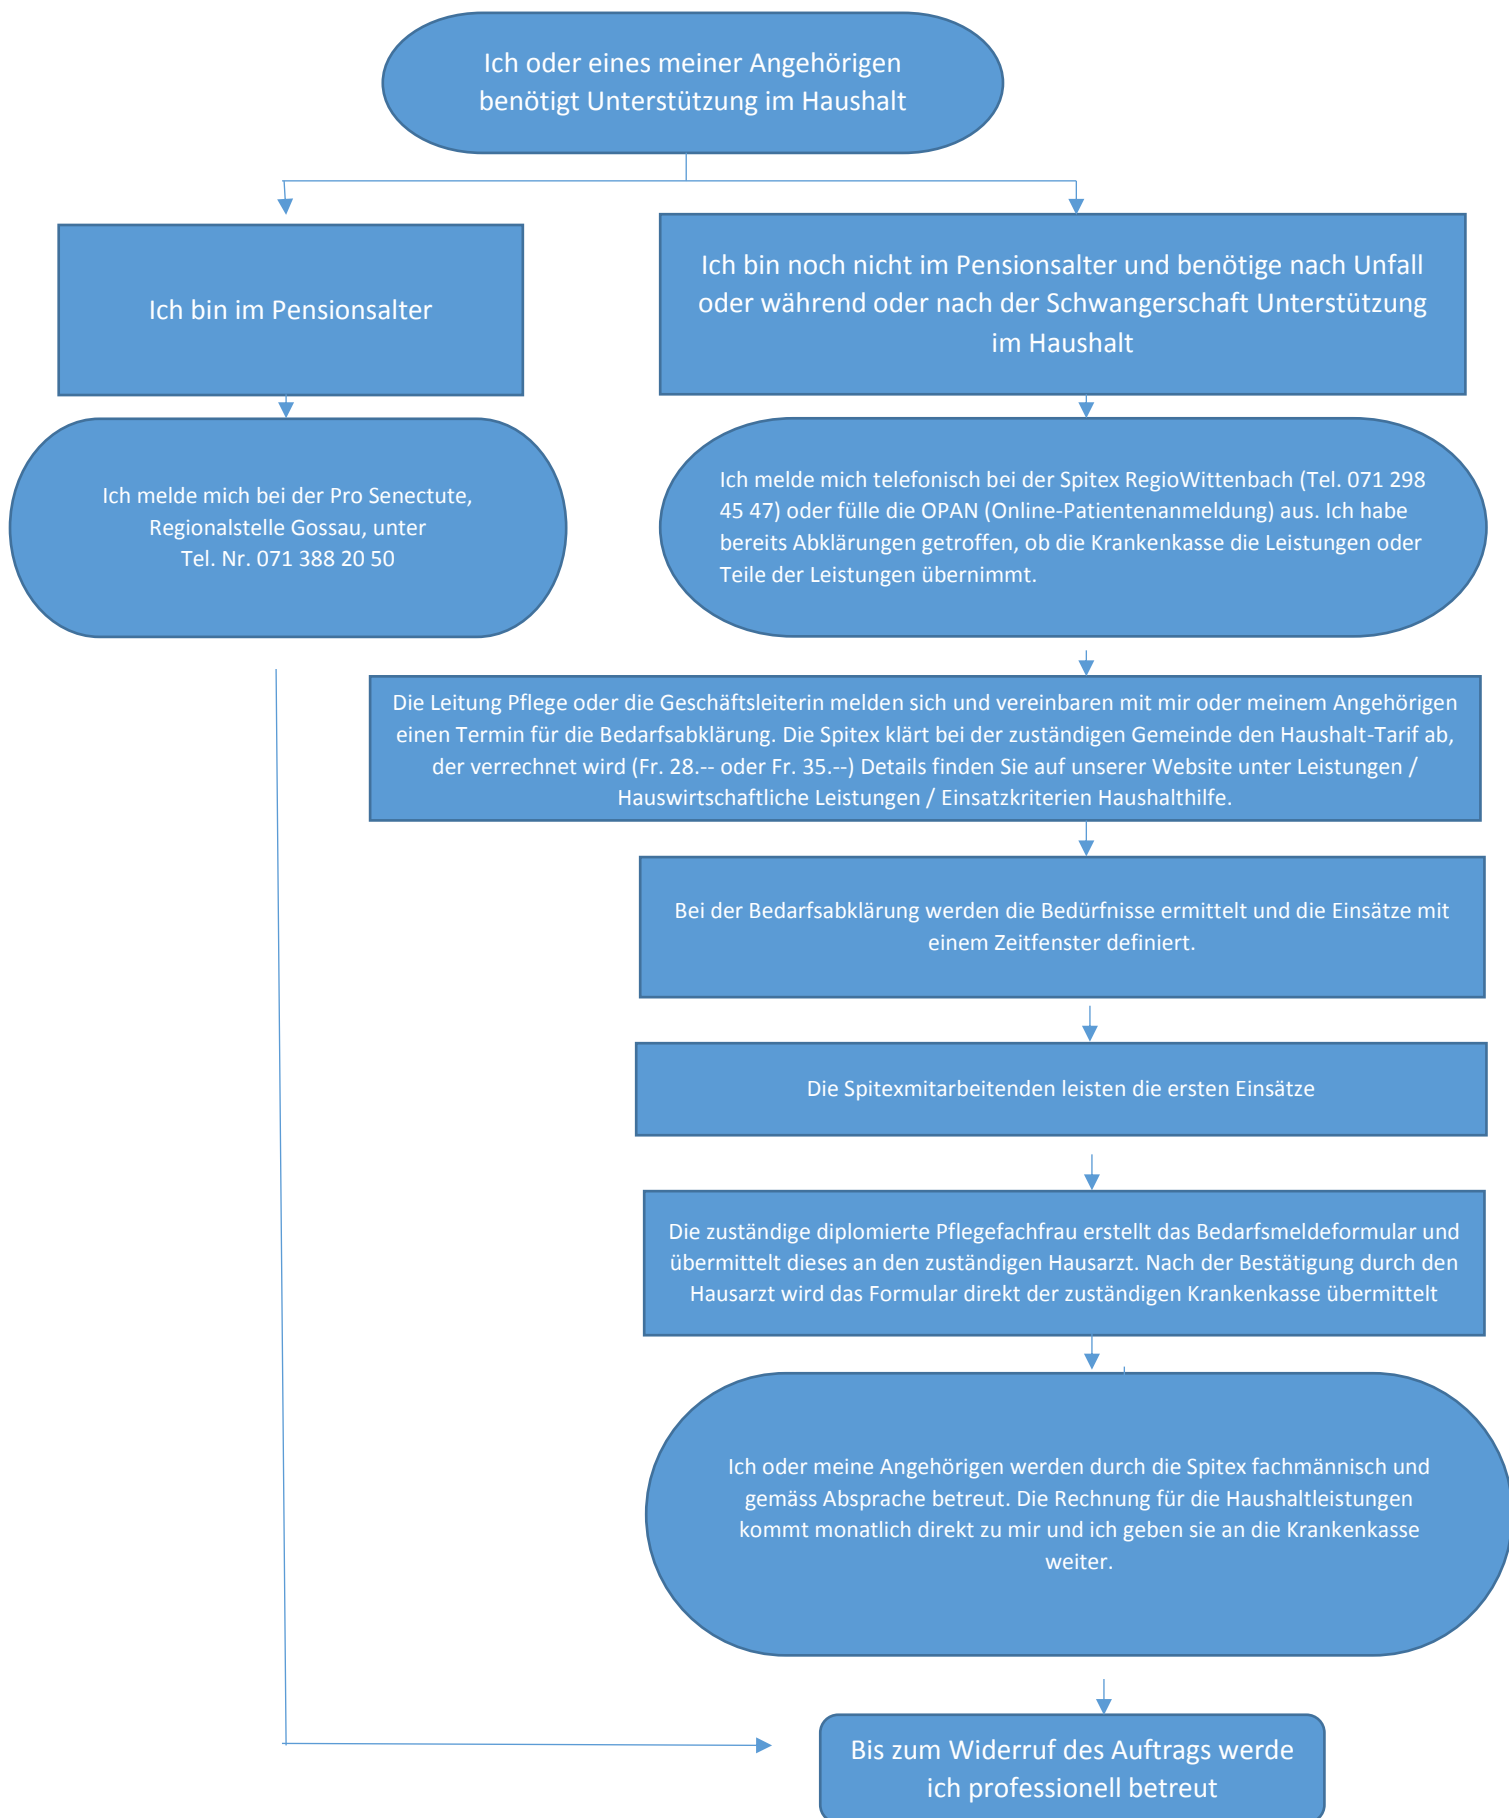 Ich oder eines meiner Angehörigen
benötigt Unterstützung im Haushalt
Ich bin im Pensionsalter
Ich bin noch nicht im Pensionsalter und benötige nach Unfall
oder während oder nach der Schwangerschaft Unterstützung
im Haushalt
Ich melde mich bei der Pro Senectute,
Regionalstelle Gossau, unter
Tel. Nr. 071 388 20 50
Ich melde mich telefonisch bei der Spitex RegioWittenbach (Tel. 071 298
45 47) oder fülle die OPAN (Online-Patientenanmeldung) aus. Ich habe
bereits Abklärungen getroffen, ob die Krankenkasse die Leistungen oder
Teile der Leistungen übernimmt.
Die Leitung Pflege oder die Geschäftsleiterin melden sich und vereinbaren mit mir oder meinem Angehörigen
einen Termin für die Bedarfsabklärung. Die Spitex klärt bei der zuständigen Gemeinde den Haushalt-Tarif ab,
der verrechnet wird (Fr. 28.-- oder Fr. 35.--) Details finden Sie auf unserer Website unter Leistungen /
Hauswirtschaftliche Leistungen / Einsatzkriterien Haushalthilfe.
Bei der Bedarfsabklärung werden die Bedürfnisse ermittelt und die Einsätze mit
einem Zeitfenster definiert.
Die Spitexmitarbeitenden leisten die ersten Einsätze
Die zuständige diplomierte Pflegefachfrau erstellt das Bedarfsmeldeformular und
übermittelt dieses an den zuständigen Hausarzt. Nach der Bestätigung durch den
Hausarzt wird das Formular direkt der zuständigen Krankenkasse übermittelt
Ich oder meine Angehörigen werden durch die Spitex fachmännisch und
gemäss Absprache betreut. Die Rechnung für die Haushaltleistungen
kommt monatlich direkt zu mir und ich geben sie an die Krankenkasse
weiter.
Bis zum Widerruf des Auftrags werde
ich professionell betreut